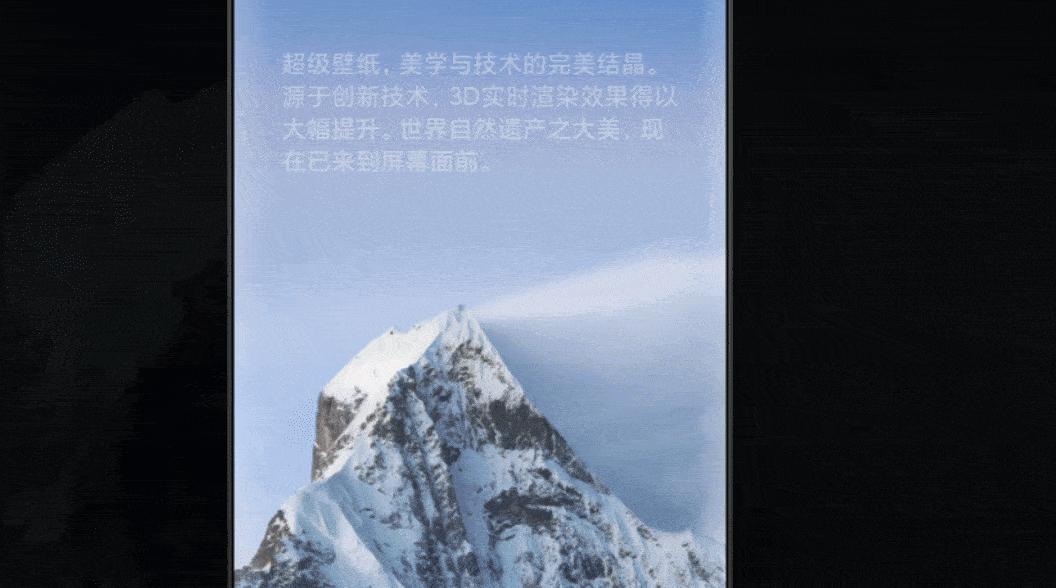 超级壁纸，美学与技术的完美结晶。
源于创新技术，3D实时渲染效果得以
大幅提升。世界自然遗产之大美，现
在已来到屏幕面前。